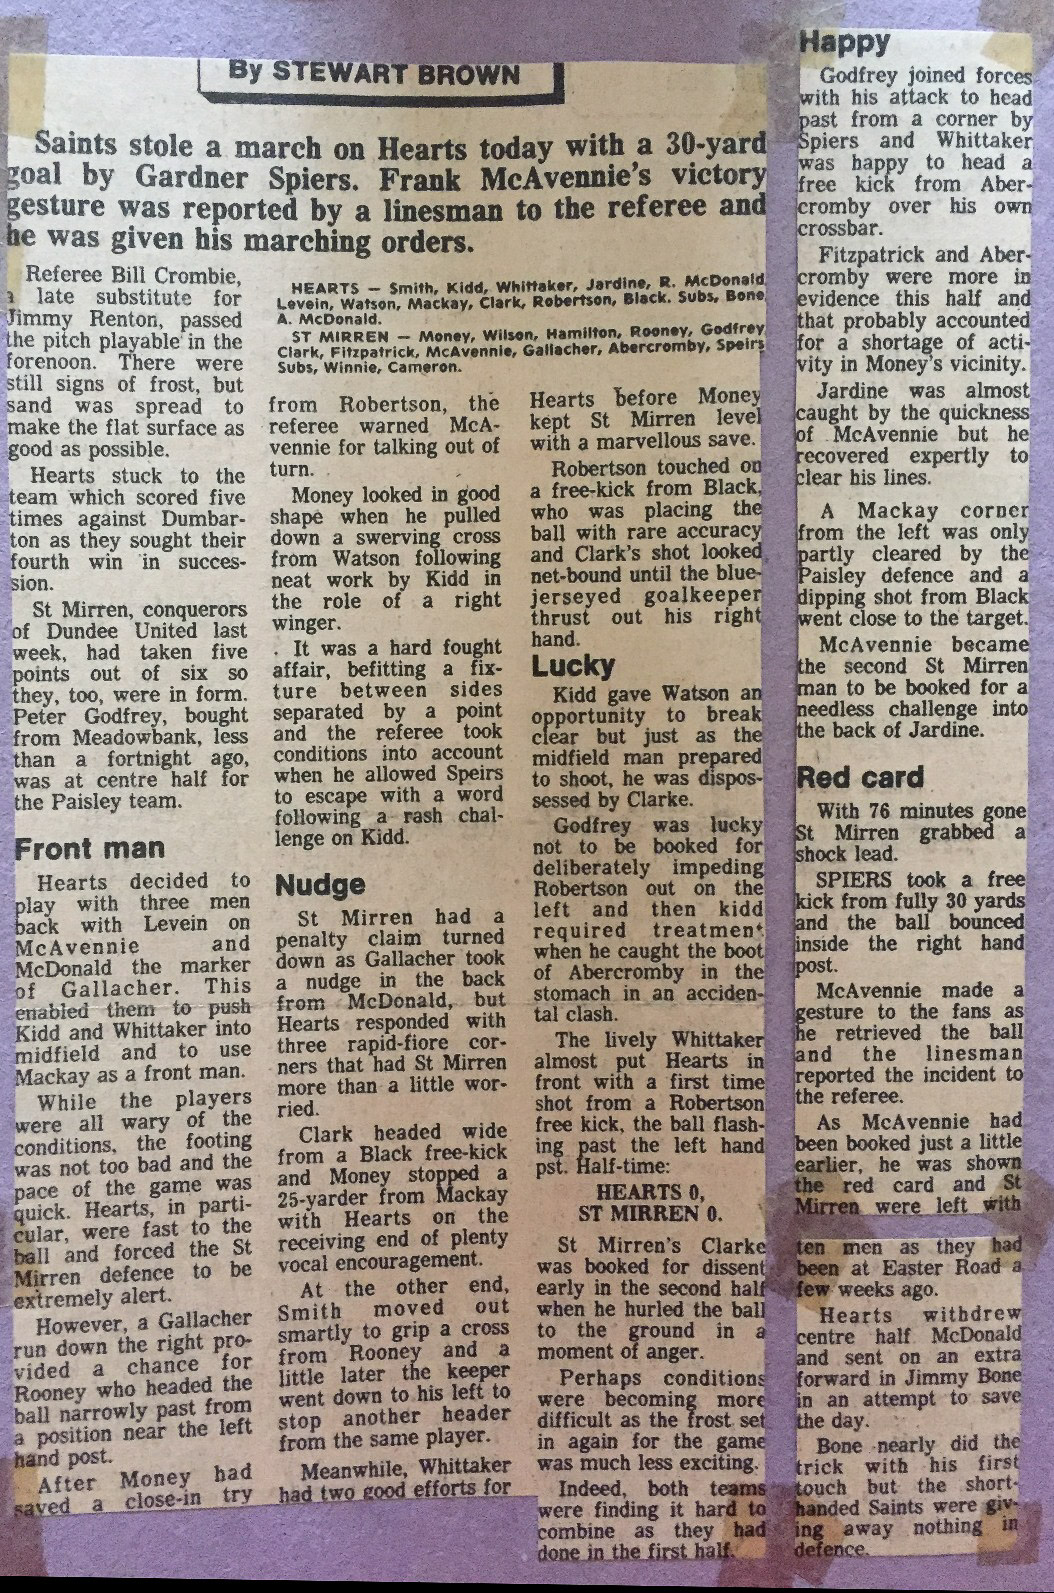 By STEWART BROWN
Saints stole a march on Hearts today with a 30-yard
goal by Gardner Spiers. Frank McAvennie's victory
gesture was reported by a linesman to the referee and
he was given his marching orders.
Referee Bill Crombie,
a late substitute for
Jimmy Renton, passed
the pitch playable in the
forenoon. There were
still signs of frost, but
sand was spread to
make the flat surface as
good as possible.
Hearts stuck to the
team which scored five
times against Dumbar-
ton as they sought their
fourth win in succes-
sion.
St Mirren, conquerors
of Dundee United last
week, had taken five
points out of six so
they, too, were in form.
Peter Godfrey, bought
from Meadowbank, less
than a fortnight ago,
was at centre half for
the Paisley team.
Front man
Hearts decided to
play with three men
back with Levein on
McAvennie and
McDonald the marker
of Gallacher. This
enabled them to push
Kidd and Whittaker into
midfield and to use
Mackay as a front man.
While the players
were all wary of the
conditions, the footing
was not too bad and the
pace of the game was
quick. Hearts, in parti-
cular, were fast to the
ball and forced the St
Mirren defence to be
extremely alert.
However, a Gallacher
run down the right pro-
vided a chance for
Rooney who headed the
ball narrowly past from
a position near the left
hand post.
After Money had
saved a close-in try
HEARTS — Smith, Kidd, Whittaker, Jardine, R. McDonald,
Levein, Watson, Mackay, Clark, Robertson, Black. Subs, Bone,
A. McDonald.
ST MIRREN — Money, Wilson, Hamilton, Rooney, Godfrey,
Clark, Fitzpatrick, McAvennie, Gallacher, Abercromby, Speirs.
Subs, Winnie, Cameron.
from Robertson, the
referee warned McA-
vennie for talking out of
turn.
Money looked in good
shape when he pulled
down a swerving cross
from Watson following
neat work by Kidd in
the role of a right
winger.
It was a hard fought
affair, befitting a fix-
ture between sides
separated by a point
and the referee took
conditions into account
when he allowed Speirs
to escape with a word
following a rash chal-
lenge on Kidd.
Nudge
St Mirren had a
penalty claim turned
down as Gallacher took
a nudge in the back
from McDonald, but
Hearts responded with
three rapid-fiore cor-
ners that had St Mirren
more than a little wor-
ried.
Clark headed wide
from a Black free-kick
and Money stopped a
25-yarder from Mackay
with Hearts on the
receiving end of plenty
vocal encouragement.
At the other end,
Smith moved out
smartly to grip a cross
from Rooney and a
little later the keeper
went down to his left to
stop another header
from the same player.
Meanwhile, Whittaker
had two good efforts for
Hearts before Money
kept St Mirren level
with a marvellous save.
Robertson touched on
a free-kick from Black,
who was placing the
ball with rare accuracy
and Clark's shot looked
net-bound until the blue-
jerseyed goalkeeper
thrust out his right
hand.
Lucky
Kidd gave Watson an
opportunity to break
clear but just as the
midfield man prepared
to shoot, he was dispos-
sessed by Clarke.
Godfrey was lucky
not to be booked for
deliberately impeding
Robertson out on the
left and then kidd
required treatment
when he caught the boot
of Abercromby in the
stomach in an acciden-
tal clash.
The lively Whittaker
almost put Hearts in
front with a first time
shot from a Robertson
free kick, the ball flash-
ing past the left hand
pst. Half-time:
HEARTS 0,
ST MIRREN 0.
St Mirren's Clarke
was booked for dissent
early in the second half
when he hurled the ball
to the ground in a
moment of anger.
Perhaps conditions
were becoming more
difficult as the frost set
in again for the game
was much less exciting.
Indeed, both teams
were finding it hard to
combine as they had
done in the first half.
Happy
Godfrey joined forces
with his attack to head
past from a corner by
Spiers and Whittaker
was happy to head a
free kick from Aber-
cromby over his own
crossbar.
Fitzpatrick and Aber-
cromby were more in
evidence this half and
that probably accounted
for a shortage of acti-
vity in Money's vicinity.
Jardine was almost
caught by the quickness
of McAvennie but he
recovered expertly to
clear his lines.
A Mackay corner
from the left was only
partly cleared by the
Paisley defence and a
dipping shot from Black
went close to the target.
McAvennie became
the second St Mirren
man to be booked for a
needless challenge into
the back of Jardine.
Red card
With 76 minutes gone
St Mirren grabbed a
shock lead.
SPIERS took a free
kick from fully 30 yards
and the ball bounced
inside the right hand
post.
McAvennie made a
gesture to the fans as
he retrieved the ball
and the linesman
reported the incident to
the referee.
As McAvennie had
been booked just a little
earlier, he was shown
the red card and St
Mirren were left with
ten men as they had
been at Easter Road a
few weeks ago.
Hearts withdrew
centre half McDonald
and sent on an extra
forward in Jimmy Bone
in an attempt to save
the day.
Bone nearly did the
trick with his first
touch but the short-
handed Saints were giv-
ing away nothing in
defence.